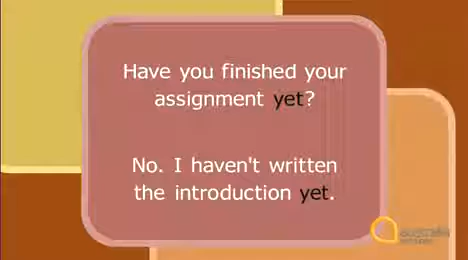 Have you finished your
assignment yet?
No. I haven't written
the introduction yet.